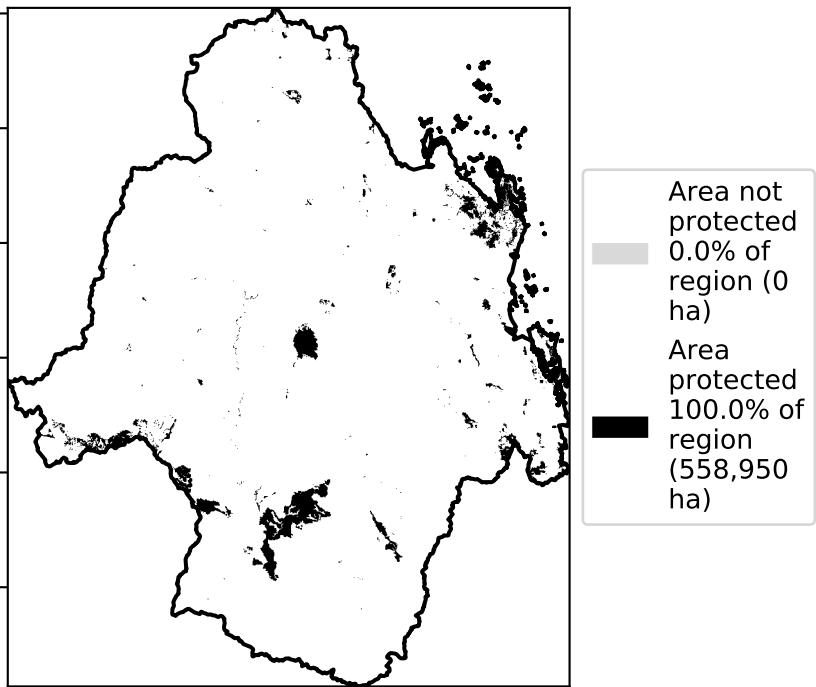 Area not
protected
0.0% of
region (0
ha)
Area
protected
100.0% of
region
(558,950
ha)